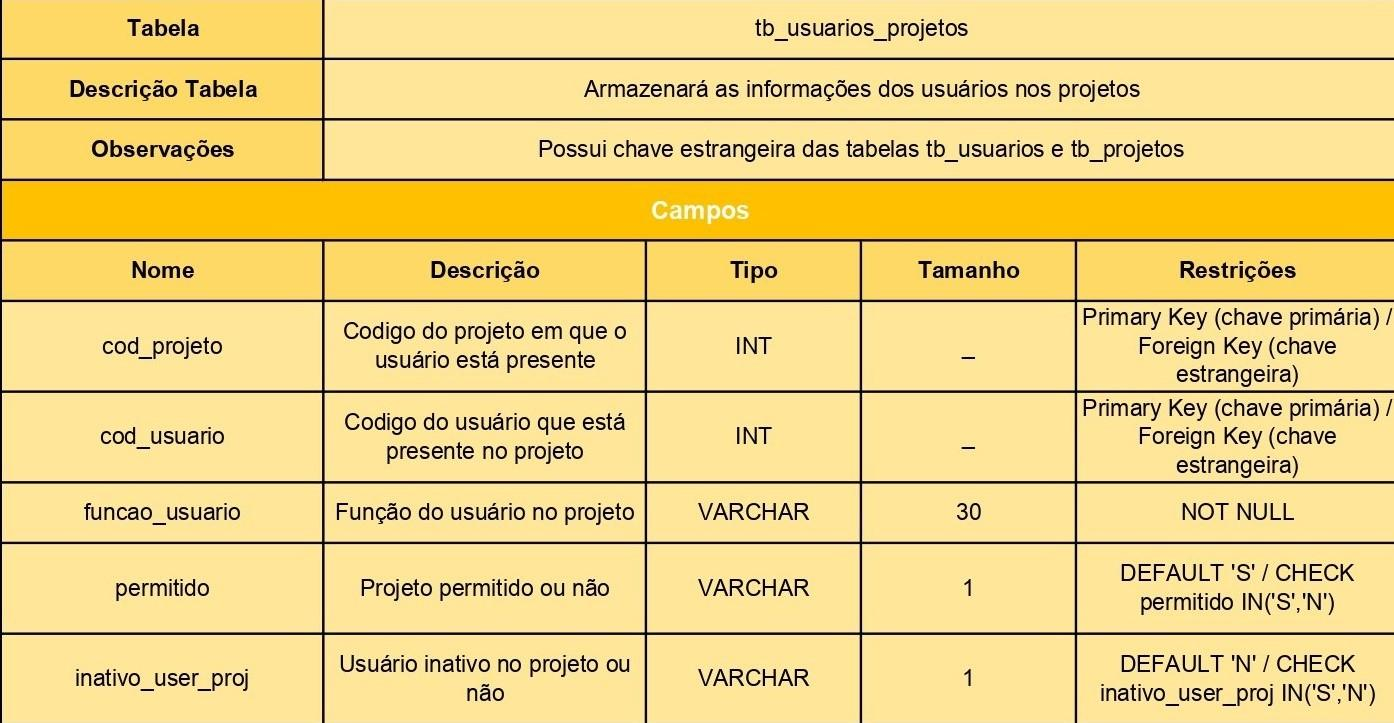 Tabela
tb_usuarios_projetos
Descrição Tabela
Armazenará as informações dos usuários nos projetos
Observações
Possui chave estrangeira das tabelas tb_usuarios e tb_projetos
Campos
Nome
Descrição
Tipo
Tamanho
Restrições
cod_projeto
Codigo do projeto em que o
usuário está presente
INT
_
Primary Key (chave primária) /
Foreign Key (chave
estrangeira)
cod_usuario
Codigo do usuário que está
presente no projeto
INT
_
Primary Key (chave primária) /
Foreign Key (chave
estrangeira)
funcao_usuario
Função do usuário no projeto
VARCHAR
30
NOT NULL
permitido
Projeto permitido ou não
VARCHAR
1
DEFAULT 'S' / CHECK
permitido IN('S','N')
inativo_user_proj
Usuário inativo no projeto ou
não
VARCHAR
1
DEFAULT 'N' / CHECK
inativo_user_proj IN('S','N')